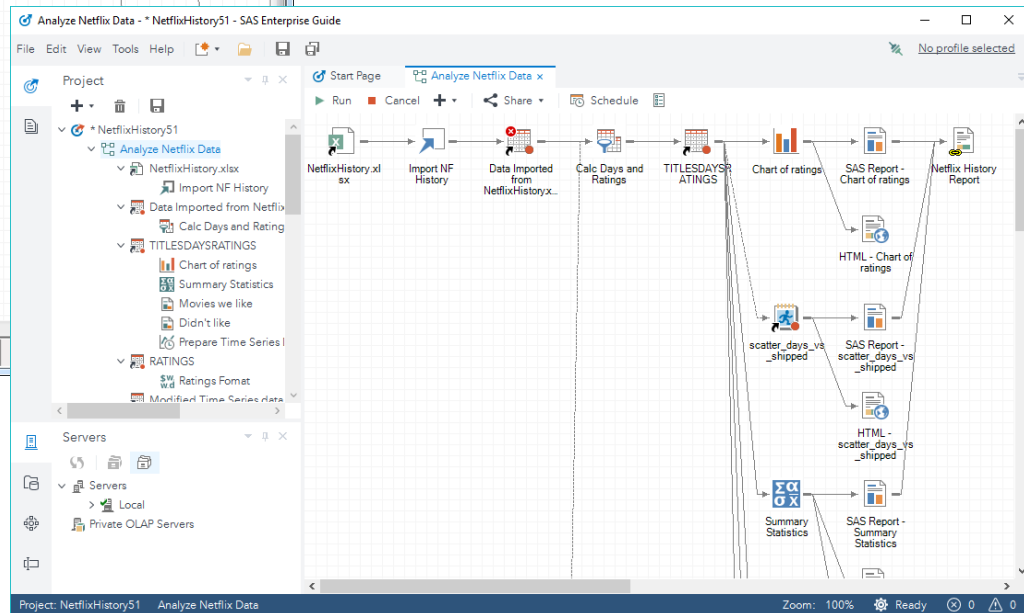 Analyze Netflix Data - * NetflixHistory51 - SAS Enterprise Guide
File Edit View Tools Help
No profile selected
Project
* NetflixHistory51
Analyze Netflix Data
NetflixHistory.xlsx
Import NF History
Data Imported from Netflix
Calc Days and Rating
TITLESDAYSRATINGS
Chart of ratings
Summary Statistics
Movies we like
Didn't like
Prepare Time Series
RATINGS
Ratings Fomat
Modified Time Series data
Servers
Servers
Local
Private OLAP Servers
Start Page
Analyze Netflix Data
Run Cancel Share Schedule
NetflixHistory.xl
sx
Import NF
History
Data Imported
from
NetflixHistory.x...
Calc Days and
Ratings
TITLESDAYSR
ATINGS
Chart of ratings
SAS Report -
Chart of ratings
Netflix History
Report
HTML - Chart of
ratings
scatter_days_vs
_shipped
SAS Report -
scatter_days_vs
_shipped
HTML -
scatter_days_vs
_shipped
Summary
Statistics
SAS Report -
Summary
Statistics
Project: NetflixHistory51 Analyze Netflix Data
Zoom: 100% Ready 0 0